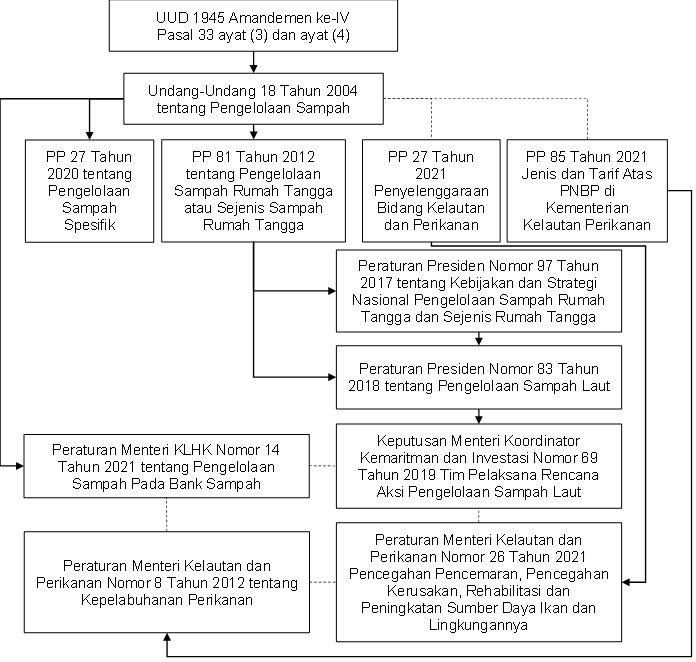 UUD 1945 Amandemen ke-IV
Pasal 33 ayat (3) dan ayat (4)
Undang-Undang 18 Tahun 2004
tentang Pengelolaan Sampah
PP 27 Tahun
2020 tentang
Pengelolaan
Sampah
Spesifik
PP 81 Tahun 2012
tentang Pengelolaan
Sampah Rumah Tangga
atau Sejenis Sampah
Rumah Tangga
PP 27 Tahun
2021
Penyelenggaraan
Bidang Kelautan
dan Perikanan
PP 85 Tahun 2021
Jenis dan Tarif Atas
PNBP di
Kementerian
Kelautan Perikanan
Peraturan Presiden Nomor 97 Tahun
2017 tentang Kebijakan dan Strategi
Nasional Pengelolaan Sampah Rumah
Tangga dan Sejenis Rumah Tangga
Peraturan Presiden Nomor 83 Tahun
2018 tentang Pengelolaan Sampah Laut
Peraturan Menteri KLHK Nomor 14
Tahun 2021 tentang Pengelolaan
Sampah Pada Bank Sampah
Keputusan Menteri Koordinator
Kemaritman dan Investasi Nomor 69
Tahun 2019 Tim Pelaksana Rencana
Aksi Pengelolaan Sampah Laut
Peraturan Menteri Kelautan dan
Perikanan Nomor 8 Tahun 2012 tentang
Kepelabuhanan Perikanan
Peraturan Menteri Kelautan dan
Perikanan Nomor 26 Tahun 2021
Pencegahan Pencemaran, Pencegahan
Kerusakan, Rehabilitasi dan
Peningkatan Sumber Daya Ikan dan
Lingkungannya